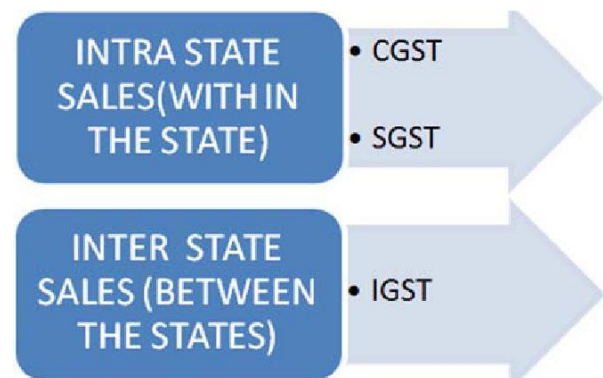 INTRA STATE
SALES(WITH IN
THE STATE)
• CGST
• SGST
INTER STATE
SALES (BETWEEN
THE STATES)
• IGST